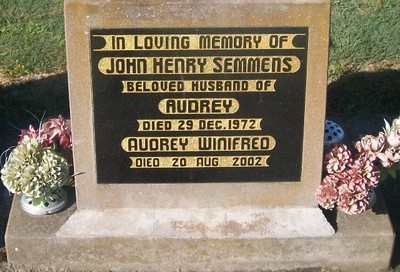 IN LOVING MEMORY OF
JOHN HENRY SEMMENS
BELOVED HUSBAND OF
AUDREY
DIED 29 DEC. 1972
AUDREY WINIFRED
DIED 20 AUG. 2002